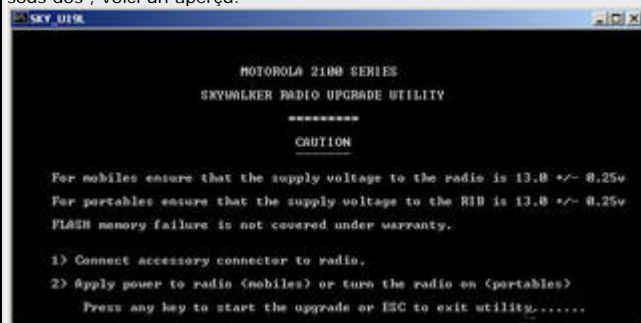 sous dos , voici un aperçu:
SKY_U19L
MOTOROLA 2100 SERIES
SKYWALKER RADIO UPGRADE UTILITY
=========
CAUTION
For mobiles ensure that the supply voltage to the radio is 13.0 +/- 0.25v
For portables ensure that the supply voltage to the RIB is 13.0 +/- 0.25v
FLASH memory failure is not covered under warranty.
1) Connect accessory connector to radio.
2) Apply power to radio (mobiles) or turn the radio on (portables)
Press any key to start the upgrade or ESC to exit utility.......